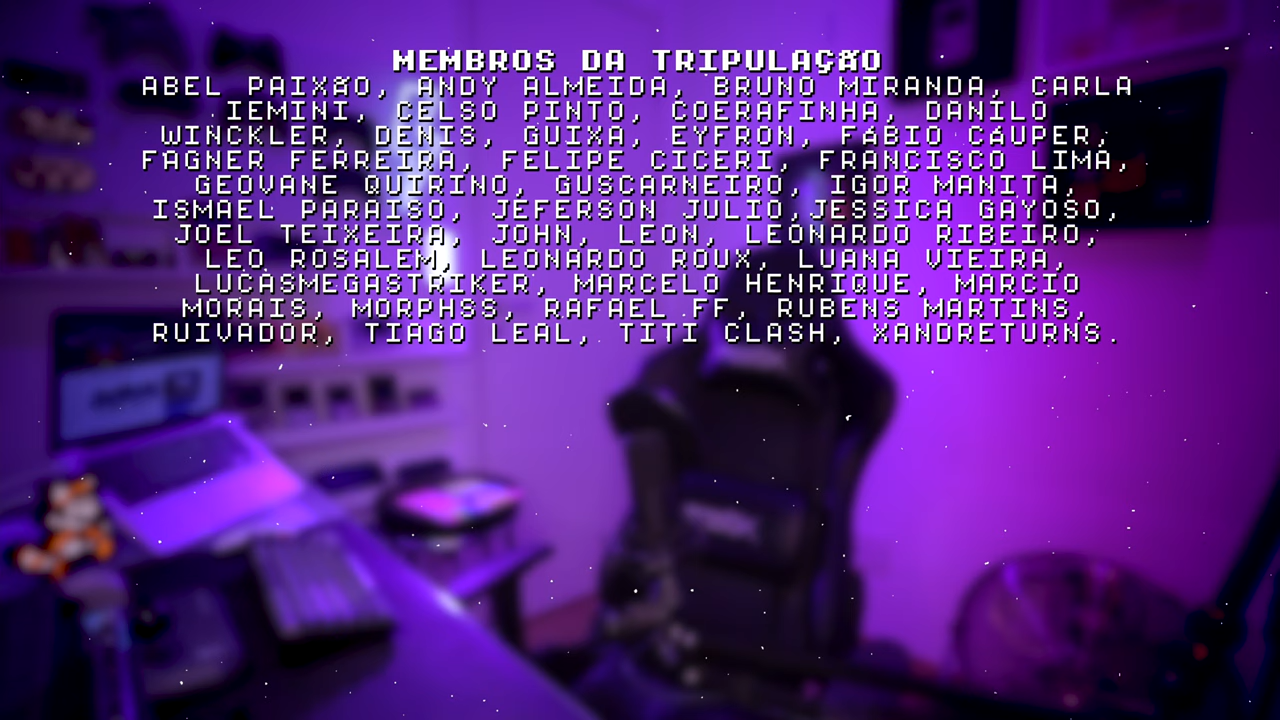 MEMBROS DA TRIPULAÇÃO
ABEL PAIXÃO, ANDY ALMEIDA, BRUNO MIRANDA, CARLA
IEMINI, CELSO PINTO, COERAFINHA, DANILO
WINCKLER, DENIS, GUIXA, EYFRON, FÁBIO CÁUPER,
FAGNER FERREIRA, FELIPE CICERI, FRANCISCO LIMA,
GEOVANE QUIRINO, GUSCARNEIRO, IGOR MANITA,
ISMAEL PARAISO, JEFERSON JULIO,JESSICA GAYOSO,
JOEL TEIXEIRA, JOHN, LEON, LEONARDO RIBEIRO,
LEO ROSALEM, LEONARDO ROUX, LUANA VIEIRA,
LUCASMEGASTRIKER, MARCELO HENRIQUE, MARCIO
MORAIS, MORPHSS, RAFAEL FF, RUBENS MARTINS,
RUIVADOR, TIAGO LEAL, TITI CLASH, XANDRETURNS.